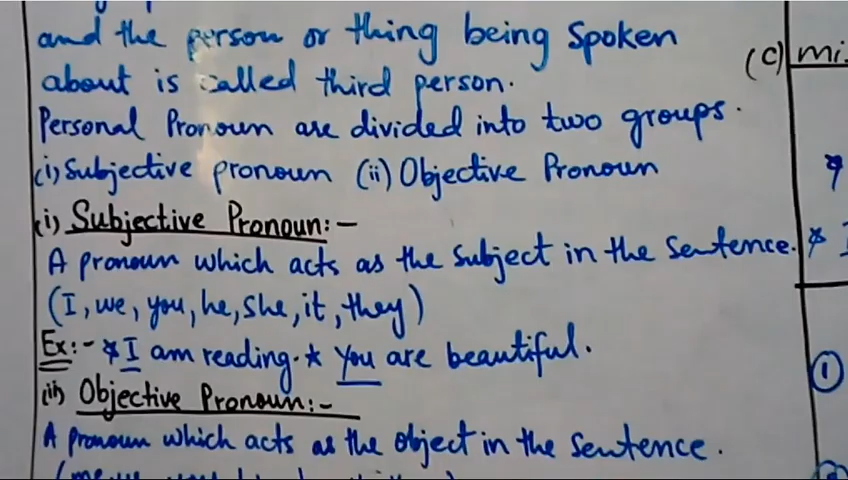 and the person or thing being spoken
about is called third person.
Personal Pronoun are divided into two groups.
(i) Subjective pronoun (ii) Objective Pronoun
(i) Subjective Pronoun:-
A pronoun which acts as the subject in the sentence.
(I, we, you, he, she, it, they)
Ex:- * I am reading. * You are beautiful.
(ii) Objective Pronoun:-
A pronoun which acts as the object in the sentence.
(C)
1